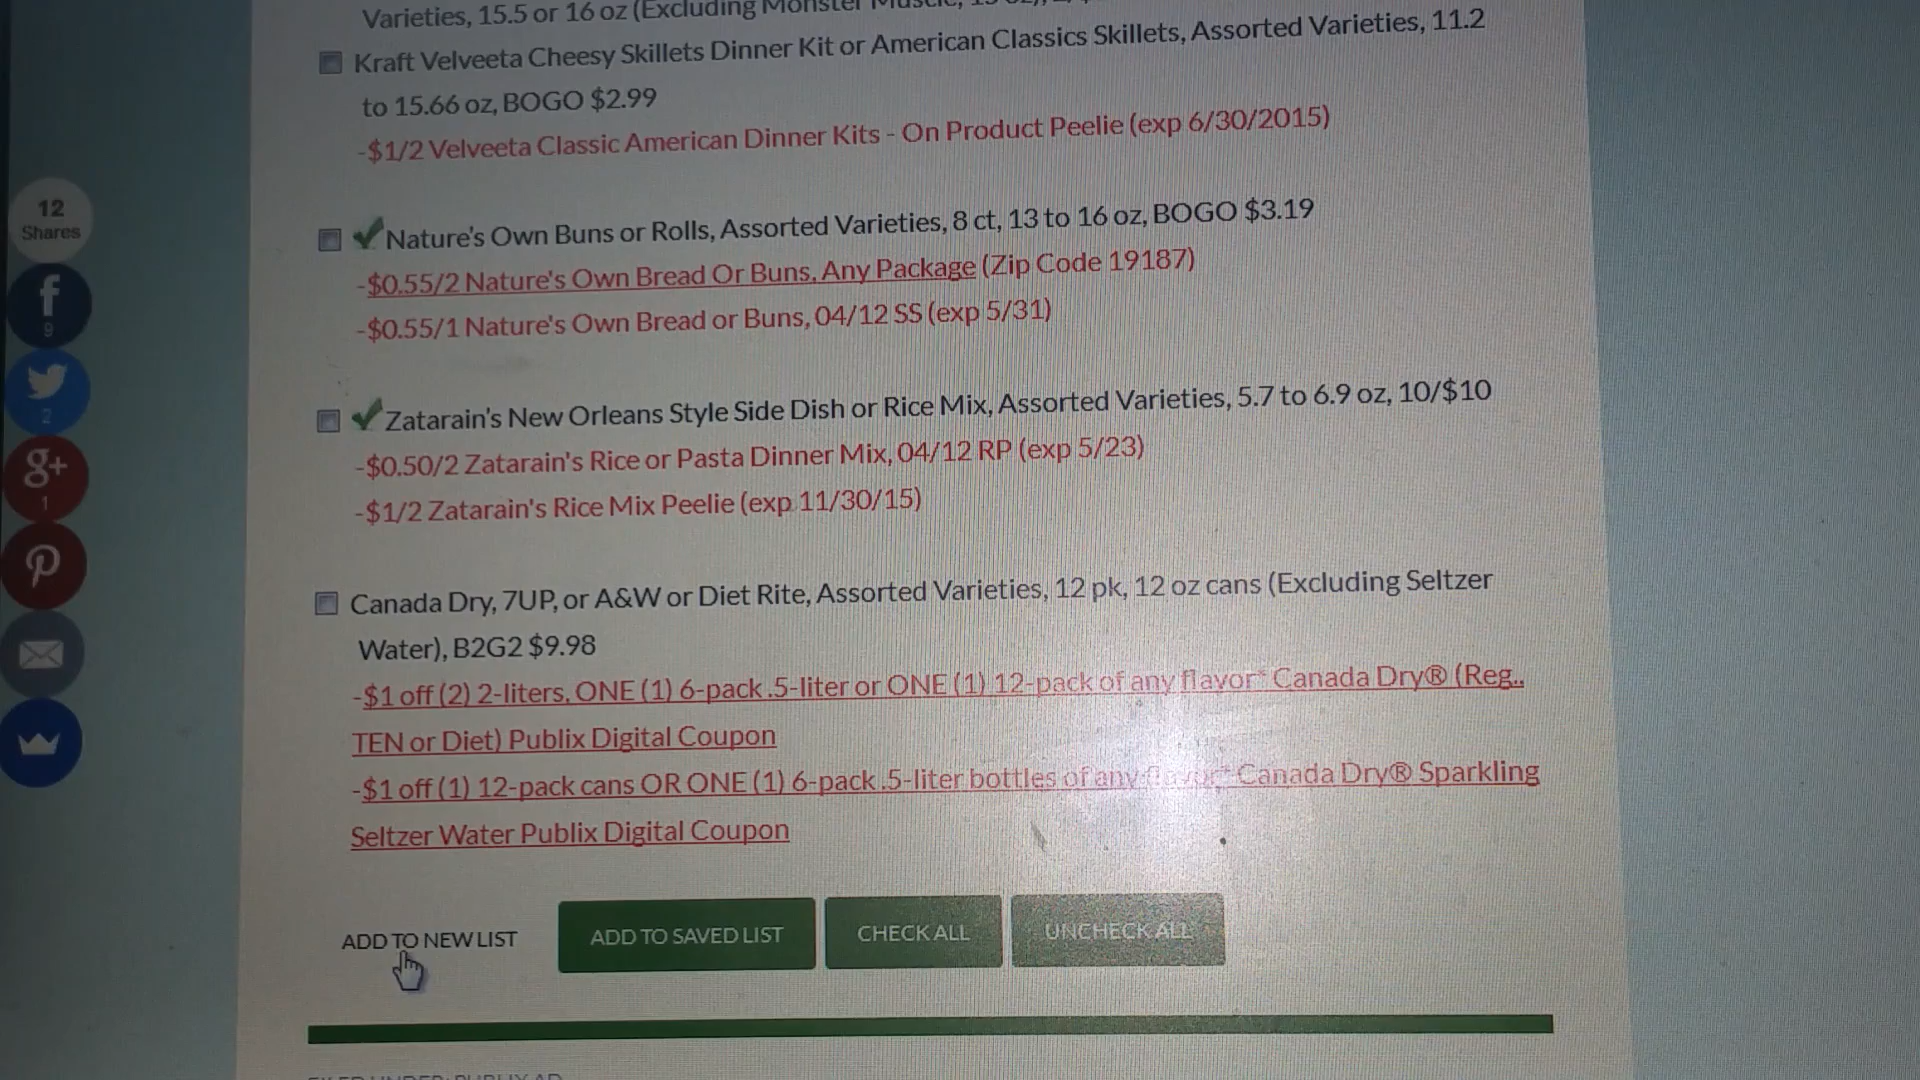 Varieties, 15.5 or 16 oz (Excluding Monster
Kraft Velveeta Cheesy Skillets Dinner Kit or American Classics Skillets, Assorted Varieties, 11.2
to 15.66 oz, BOGO $2.99
-$1/2 Velveeta Classic American Dinner Kits - On Product Peelie (exp 6/30/2015)
12
Shares
Nature's Own Buns or Rolls, Assorted Varieties, 8 ct, 13 to 16 oz, BOGO $3.19
-$0.55/2 Nature's Own Bread Or Buns, Any Package (Zip Code 19187)
-$0.55/1 Nature's Own Bread or Buns, 04/12 SS (exp 5/31)
f
9
2
Zatarain's New Orleans Style Side Dish or Rice Mix, Assorted Varieties, 5.7 to 6.9 oz, 10/$10
-$0.50/2 Zatarain's Rice or Pasta Dinner Mix, 04/12 RP (exp 5/23)
-$1/2 Zatarain's Rice Mix Peelie (exp 11/30/15)
g+
1
Canada Dry, 7UP, or A&W or Diet Rite, Assorted Varieties, 12 pk, 12 oz cans (Excluding Seltzer
Water), B2G2 $9.98
-$1 off (2) 2-liters, ONE (1) 6-pack .5-liter or ONE (1) 12-pack of any flavor* Canada Dry® (Reg.,
TEN or Diet) Publix Digital Coupon
-$1 off (1) 12-pack cans OR ONE (1) 6-pack .5-liter bottles of any flavor* Canada Dry® Sparkling
Seltzer Water Publix Digital Coupon
ADD TO NEW LIST
ADD TO SAVED LIST
CHECK ALL
UNCHECK ALL